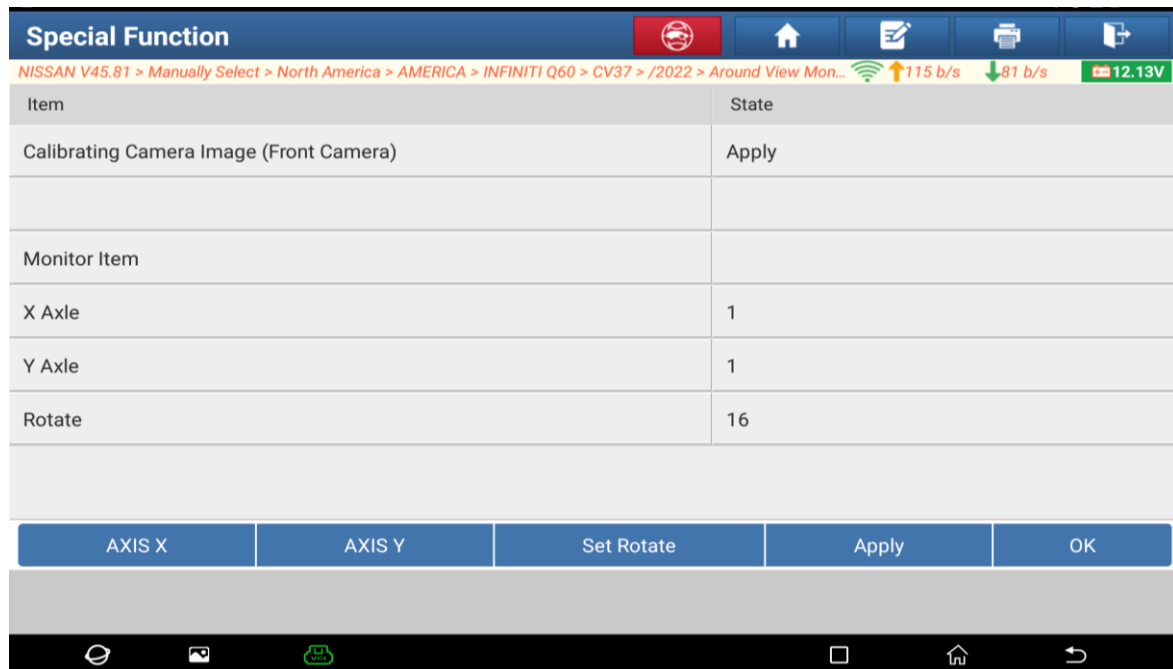 Special Function
NISSAN V45.81 > Manually Select > North America > AMERICA > INFINITI Q60 > CV37 > /2022 > Around View Mon... 115 b/s 81 b/s 12.13V
Item State
Calibrating Camera Image (Front Camera) Apply
Monitor Item
X Axle 1
Y Axle 1
Rotate 16
AXIS X AXIS Y Set Rotate Apply OK
VCI